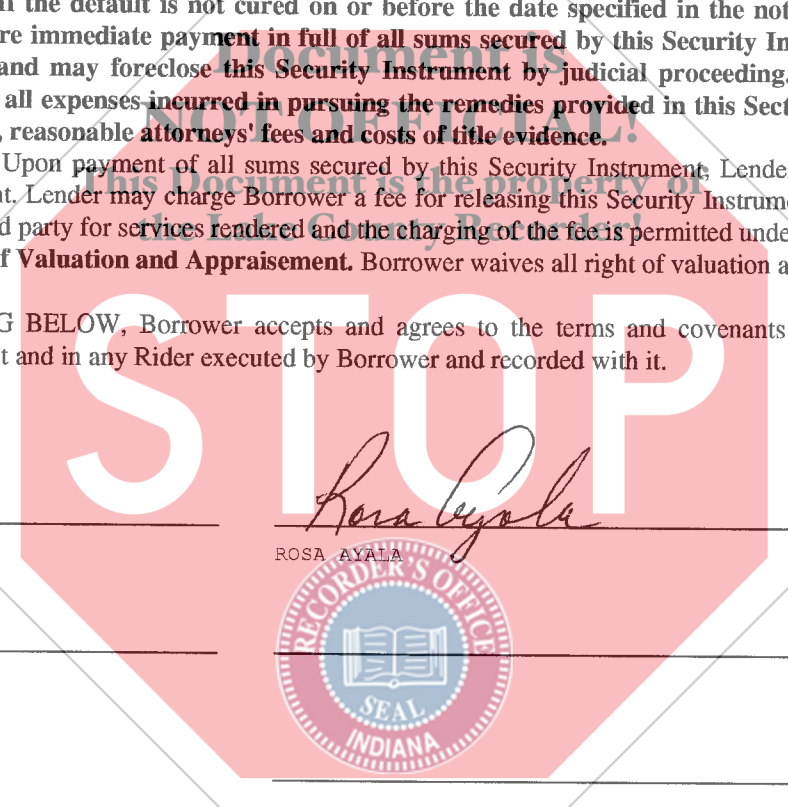 If the default is not cured on or before the date specified in the not
re immediate payment in full of all sums secured by this Security In
and may foreclose this Security Instrument by judicial proceeding.
all expenses incurred in pursuing the remedies provided in this Sect
, reasonable attorneys' fees and costs of title evidence.
Upon payment of all sums secured by this Security Instrument, Lende
nt. Lender may charge Borrower a fee for releasing this Security Instrum
d party for services rendered and the charging of the fee is permitted unde
f Valuation and Appraisement. Borrower waives all right of valuation a
G BELOW, Borrower accepts and agrees to the terms and covenants
t and in any Rider executed by Borrower and recorded with it.
Document is
NOT OFFICIAL!
This Document is the property of
the Lake County Recorder!
STOP
Rosa Ayala
ROSA AYALA
RECORDER'S OFFICE
SEAL
INDIANA